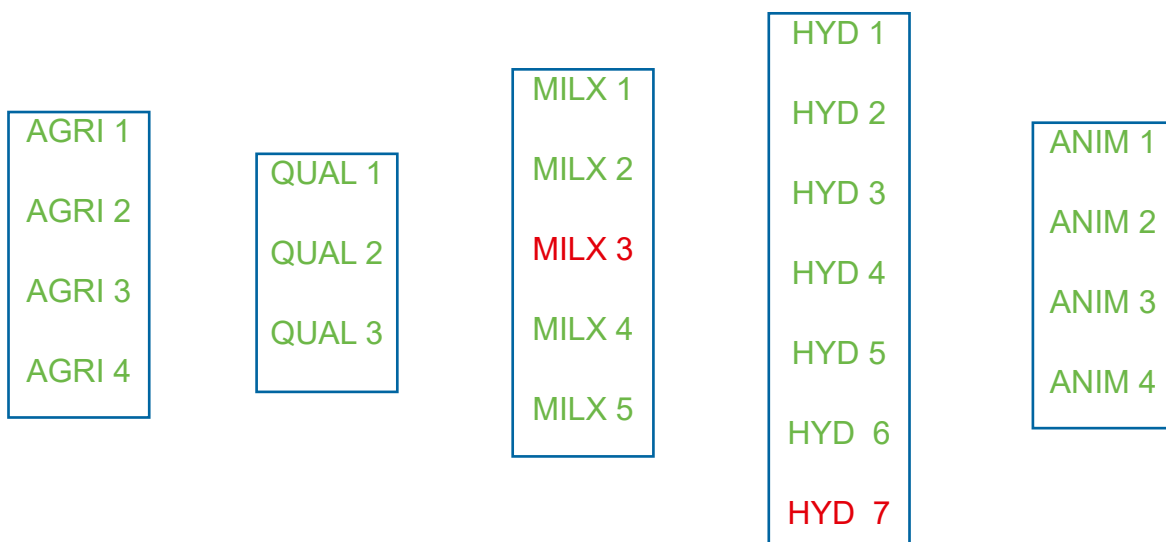 AGRI 1
AGRI 2
AGRI 3
AGRI 4
QUAL 1
QUAL 2
QUAL 3
MILX 1
MILX 2
MILX 3
MILX 4
MILX 5
HYD 1
HYD 2
HYD 3
HYD 4
HYD 5
HYD  6
HYD  7
ANIM 1
ANIM 2
ANIM 3
ANIM 4